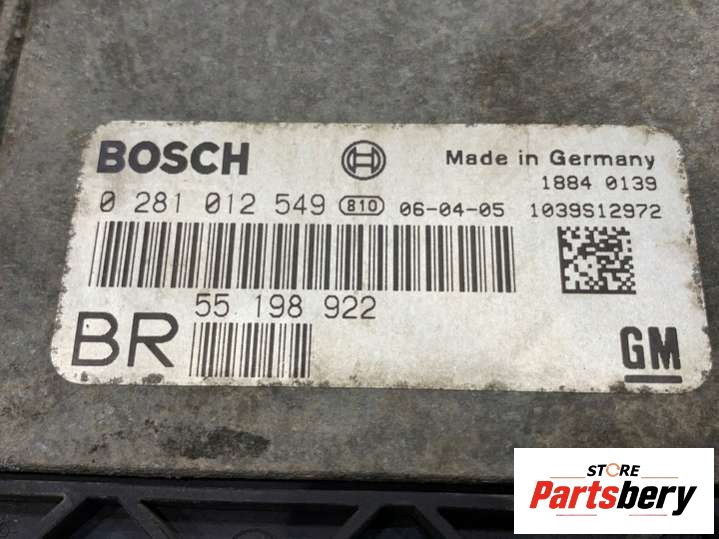 BOSCH
Made in Germany
1884 0139
0 281 012 549 810 06-04-05 1039S12972
55 198 922
BR
GM
STORE
Partsbery